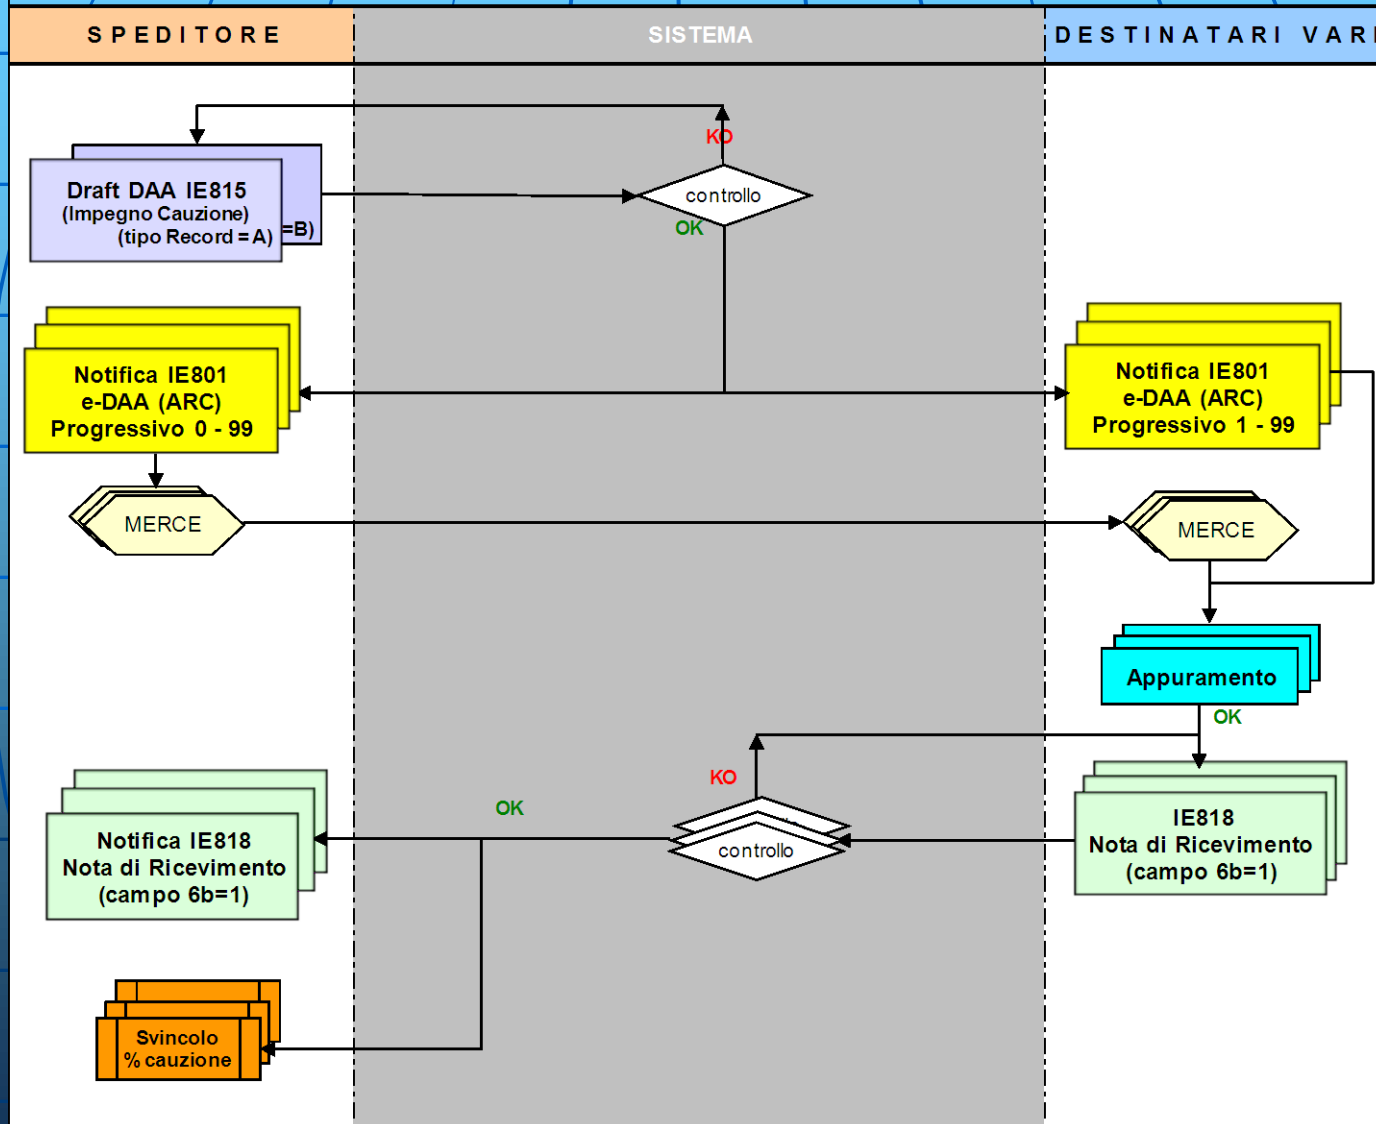 SPEDITORE
SISTEMA
DESTINATARI VARI
KO
controllo
OK
Draft DAA IE815
(Impegno Cauzione)
(tipo Record = A)
=B)
Notifica IE801
e-DAA (ARC)
Progressivo 0 - 99
Notifica IE801
e-DAA (ARC)
Progressivo 1 - 99
MERCE
MERCE
Appuramento
OK
KO
OK
controllo
Notifica IE818
Nota di Ricevimento
(campo 6b=1)
IE818
Nota di Ricevimento
(campo 6b=1)
Svincolo
% cauzione